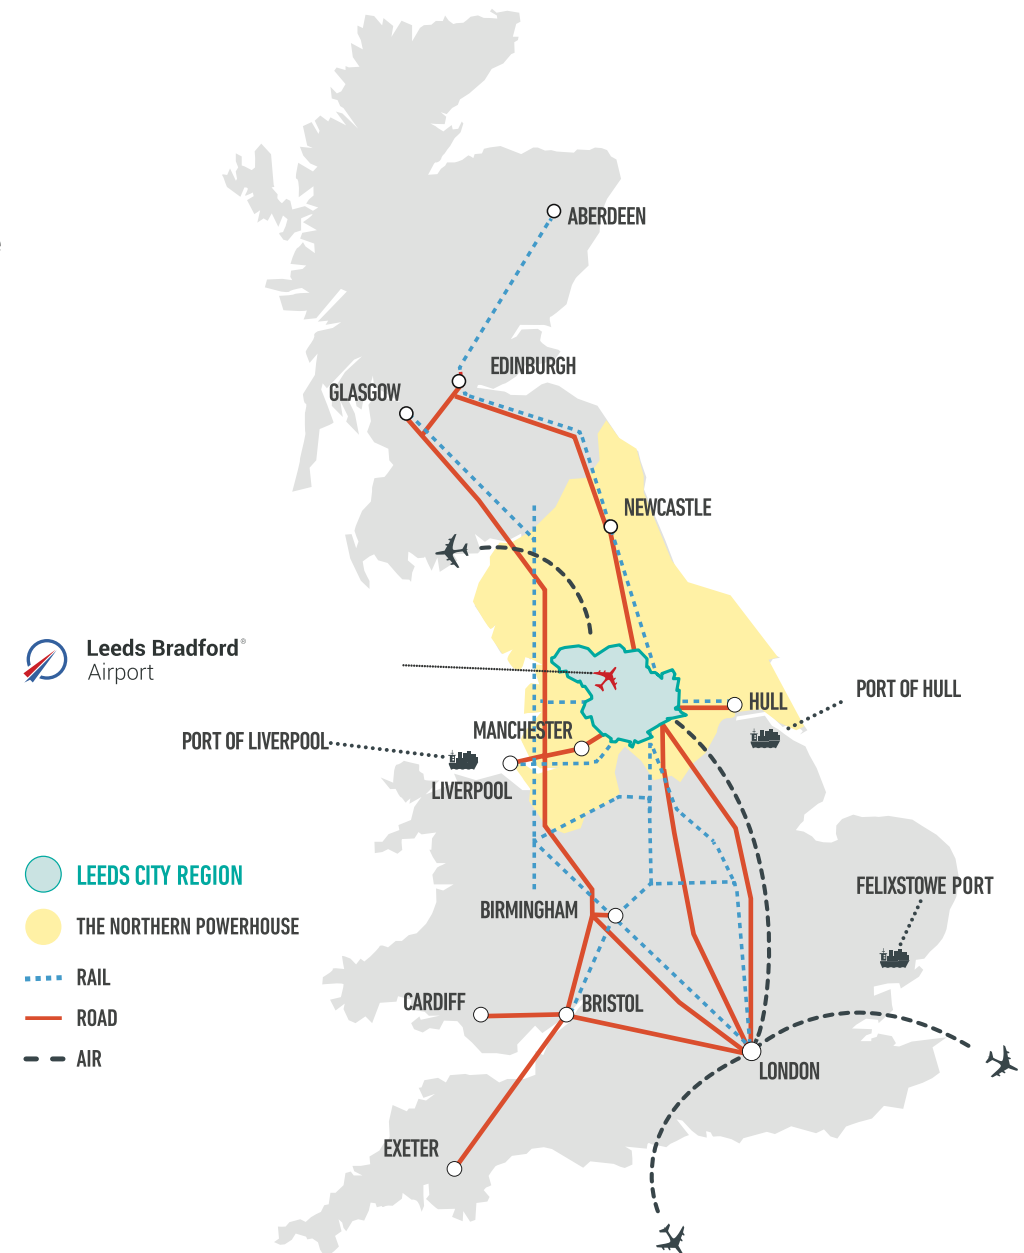 ABERDEEN
EDINBURGH
GLASGOW
NEWCASTLE
Leeds Bradford®
Airport
PORT OF HULL
HULL
MANCHESTER
PORT OF LIVERPOOL
LIVERPOOL
LEEDS CITY REGION
FELIXSTOWE PORT
BIRMINGHAM
THE NORTHERN POWERHOUSE
RAIL
CARDIFF
BRISTOL
ROAD
AIR
LONDON
EXETER